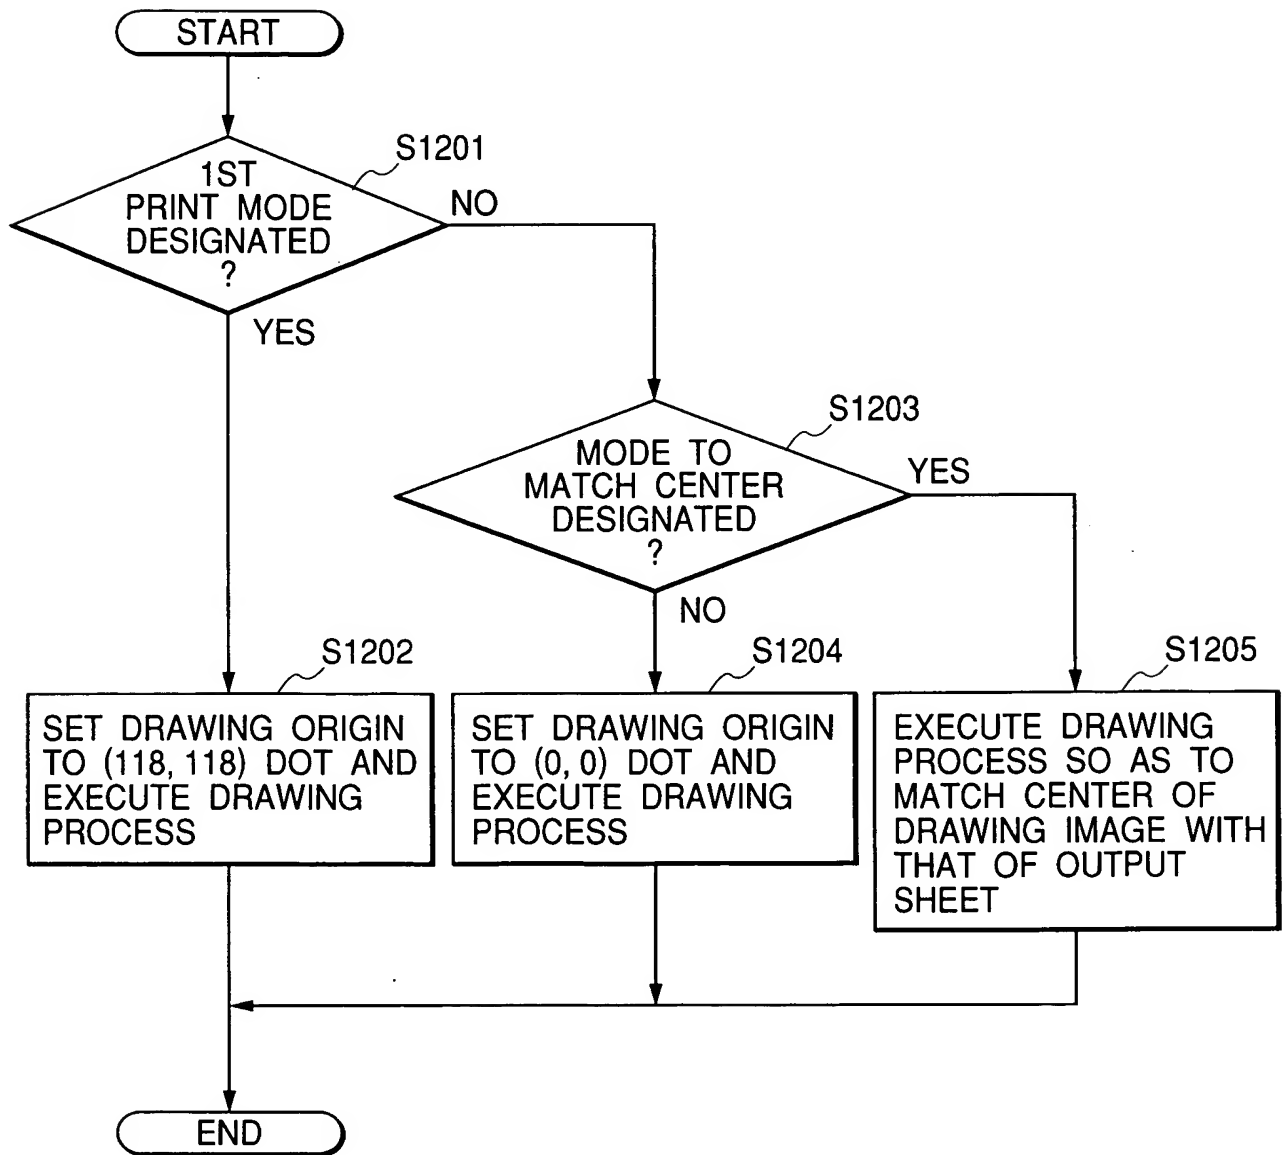 START
S1201
1ST
PRINT MODE
DESIGNATED
?
NO
YES
S1203
MODE TO
MATCH CENTER
DESIGNATED
?
YES
NO
S1202
SET DRAWING ORIGIN
TO (118, 118) DOT AND
EXECUTE DRAWING
PROCESS
S1204
SET DRAWING ORIGIN
TO (0, 0) DOT AND
EXECUTE DRAWING
PROCESS
S1205
EXECUTE DRAWING
PROCESS SO AS TO
MATCH CENTER OF
DRAWING IMAGE WITH
THAT OF OUTPUT
SHEET
END